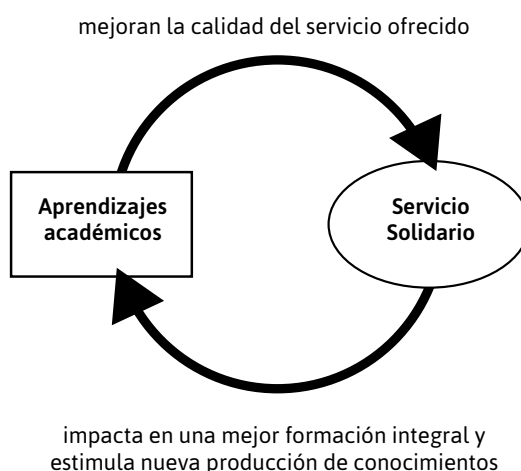 mejoran la calidad del servicio ofrecido
Aprendizajes
académicos
Servicio
Solidario
impacta en una mejor formación integral y
estimula nueva producción de conocimientos